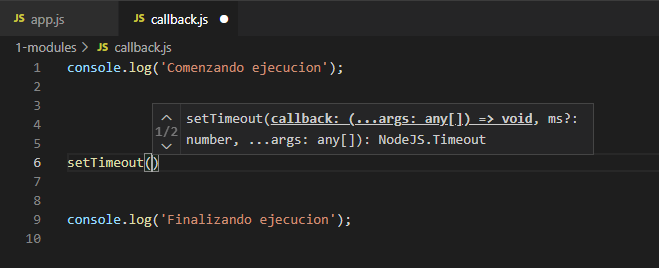 JS app.js JS callback.js
1-modules > JS callback.js
1 console.log('Comenzando ejecucion');
2
3
4 1/2 setTimeout(callback: (...args: any[]) => void, ms?:
5 number, ...args: any[]): NodeJS.Timeout
6 setTimeout()
7
8
9 console.log('Finalizando ejecucion');
10